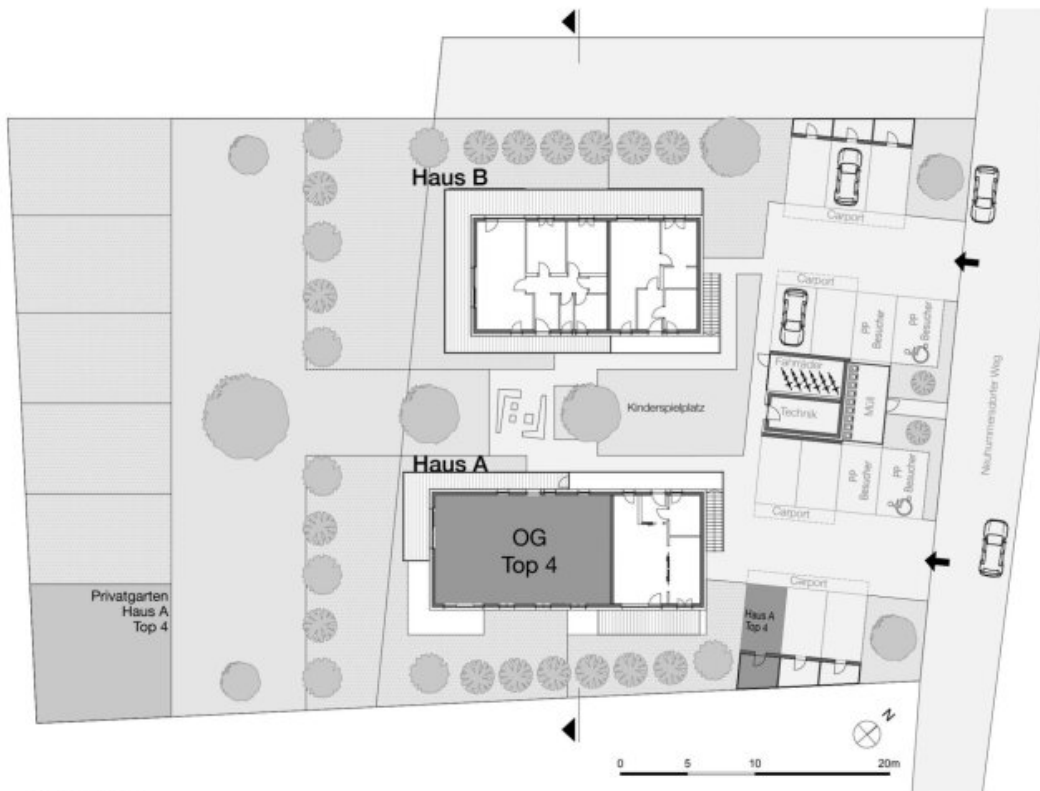 Haus B
Carport
Carport
PP
Besucher
PP
Besucher
Fahrräder
Technik
Müll
Kinderspielplatz
Neuhummersdorfer Weg
Haus A
OG
Top 4
PP
Besucher
PP
Besucher
Carport
Carport
Privatgarten
Haus A
Top 4
Haus A
Top 4
N
0 5 10 20m